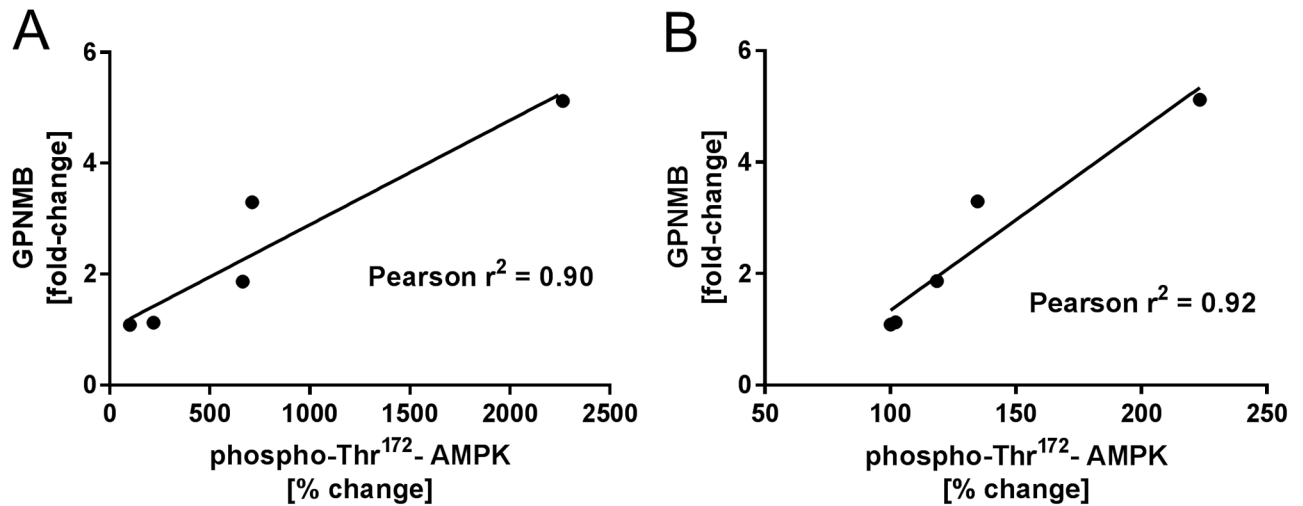 A
6
4
2
0
GPNMB
[fold-change]
Pearson r² = 0.90
0 500 1000 1500 2000 2500
phospho-Thr¹⁷²- AMPK
[% change]
B
6
4
2
0
GPNMB
[fold-change]
Pearson r² = 0.92
50 100 150 200 250
phospho-Thr¹⁷²- AMPK
[% change]